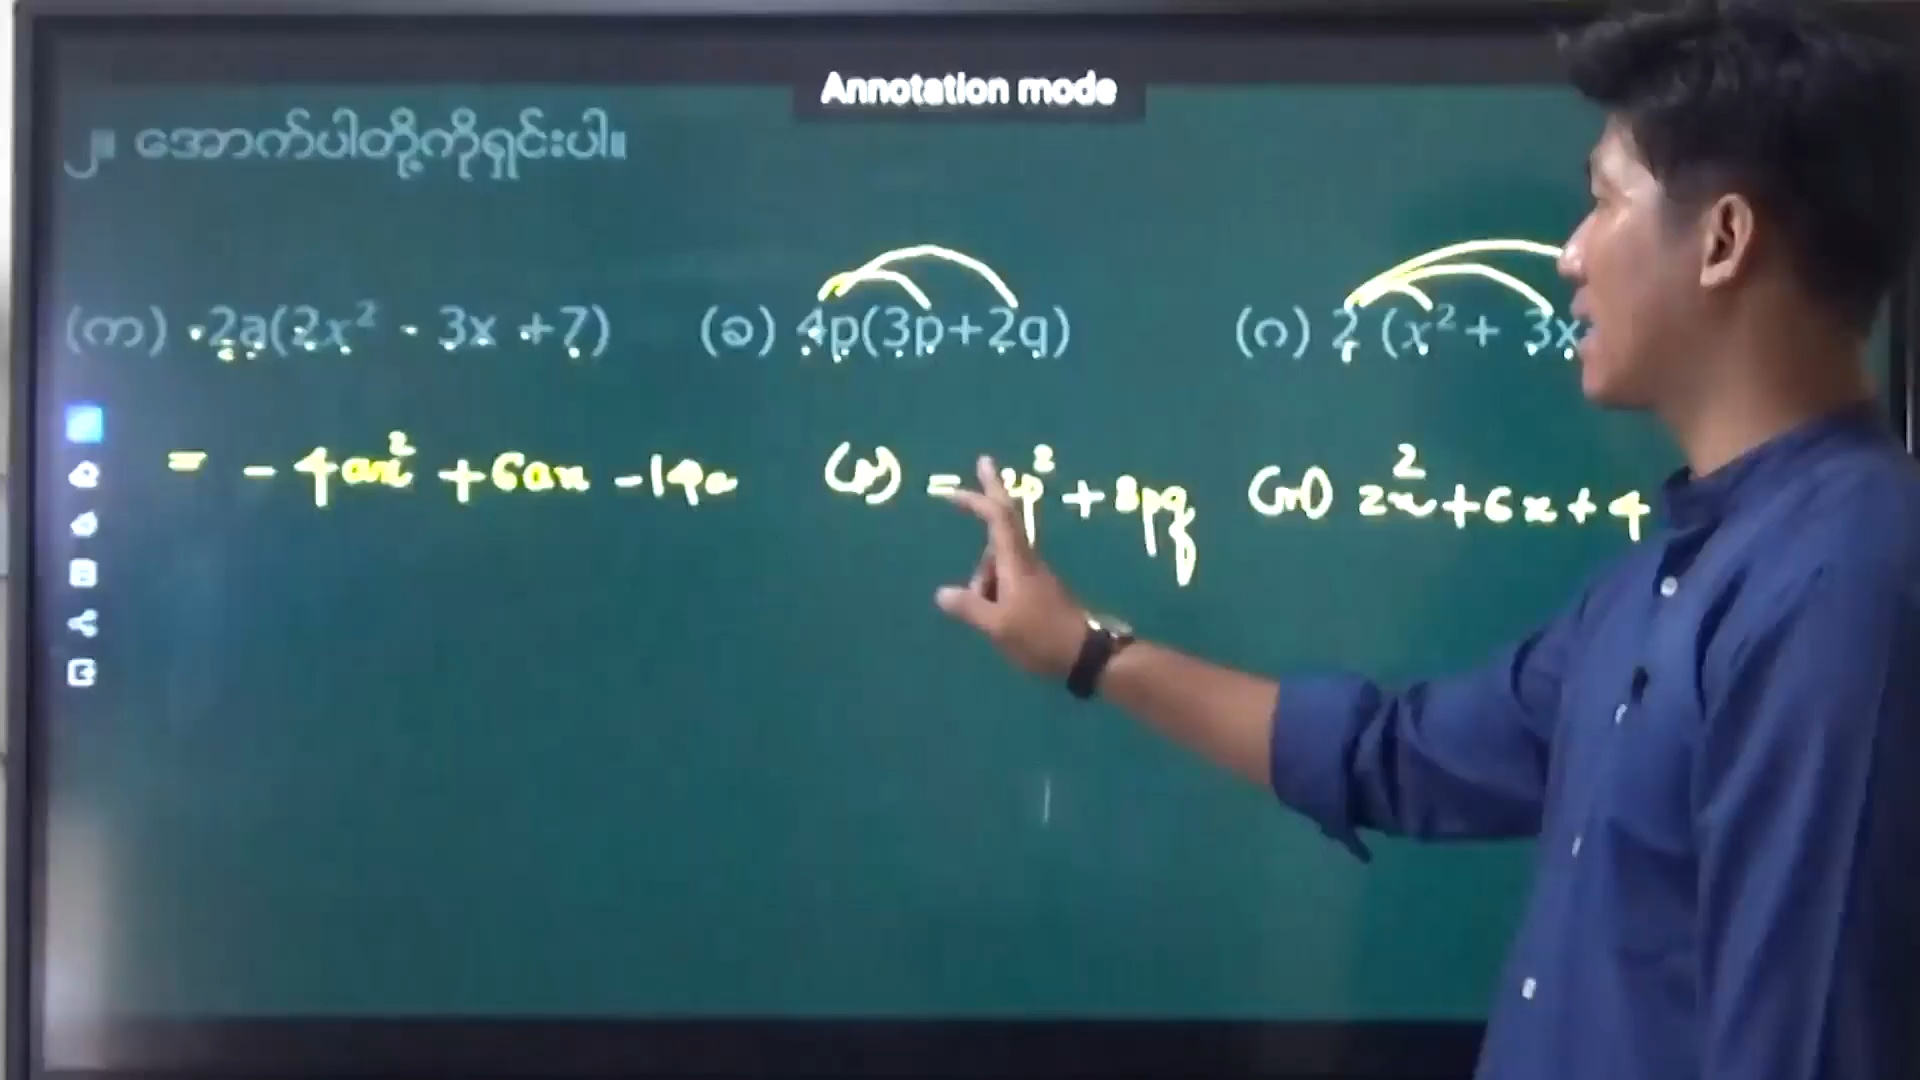 Annotation mode
၂။ အောက်ပါတို့ကိုရှင်းပါ။
(က) -2a(2x² - 3x +7) (ခ) 4p(3p+2q) (ဂ) 2 (x² + 3x
= - 4ax² + 6ax - 14a (ခ) = p² + 8pq (ဂ) 2x² + 6x + 4